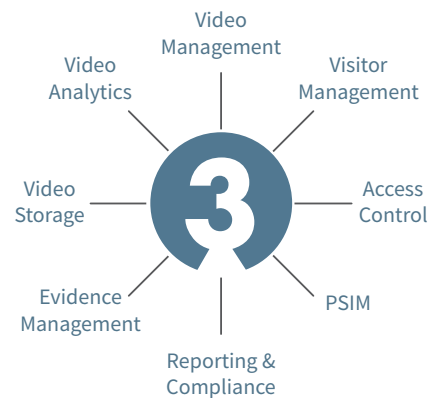 Video
Management
Visitor
Management
Access
Control
PSIM
Reporting &
Compliance
Evidence
Management
Video
Storage
Video
Analytics
3